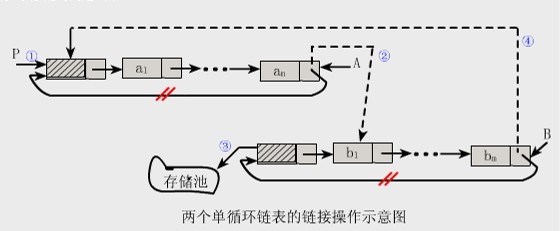 ④
P ① a1 an A ②
③ b1 bm B
存储池
两个单循环链表的链接操作示意图